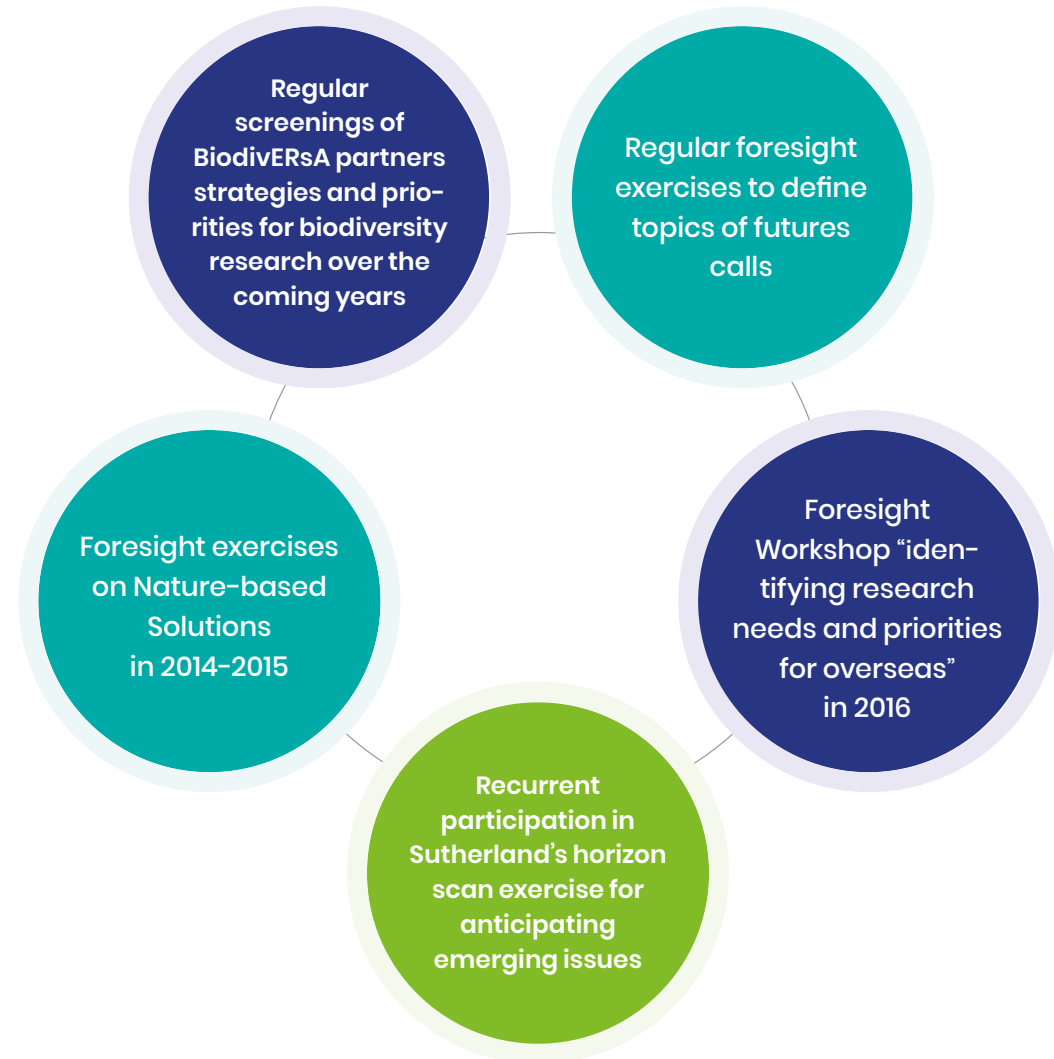 Regular
screenings of
BiodivERsA partners
strategies and prio-
rities for biodiversity
research over the
coming years
Regular foresight
exercises to define
topics of futures
calls
Foresight exercises
on Nature-based
Solutions
in 2014-2015
Foresight
Workshop “iden-
tifying research
needs and priorities
for overseas”
in 2016
Recurrent
participation in
Sutherland’s horizon
scan exercise for
anticipating
emerging issues